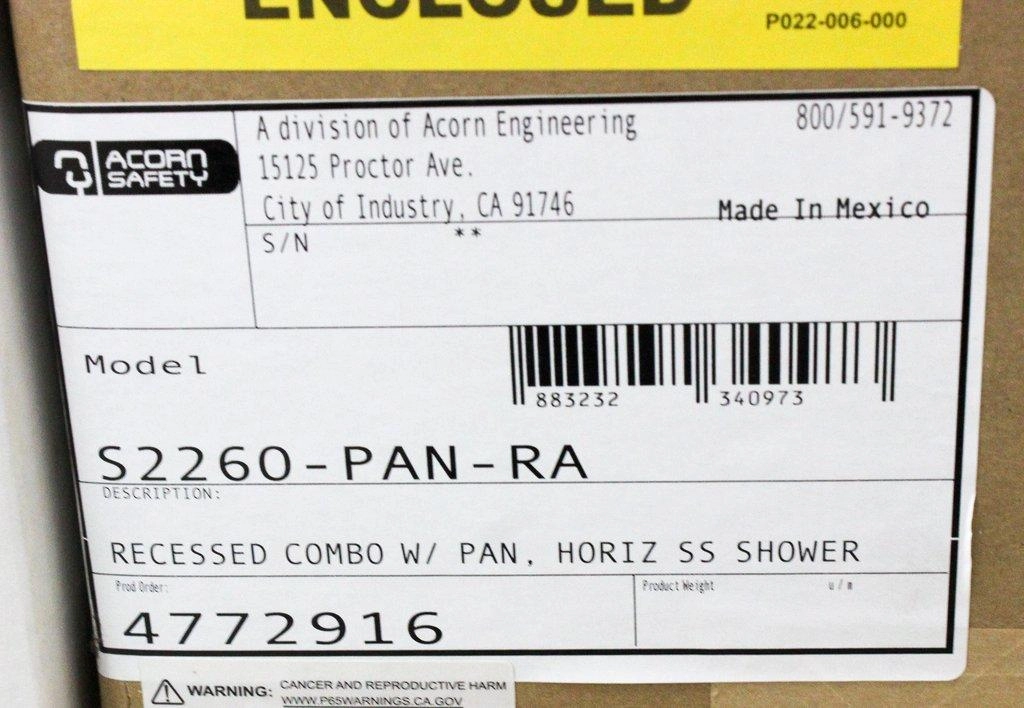 ENCLOSED
P022-006-000
ACORN
SAFETY
A division of Acorn Engineering
800/591-9372
15125 Proctor Ave.
City of Industry, CA 91746
Made In Mexico
S/N
**
Model
883232 340973
S2260-PAN-RA
DESCRIPTION:
RECESSED COMBO W/ PAN, HORIZ SS SHOWER
Prod Order:
Product Weight u/m
4772916
WARNING: CANCER AND REPRODUCTIVE HARM
WWW.P65WARNINGS.CA.GOV